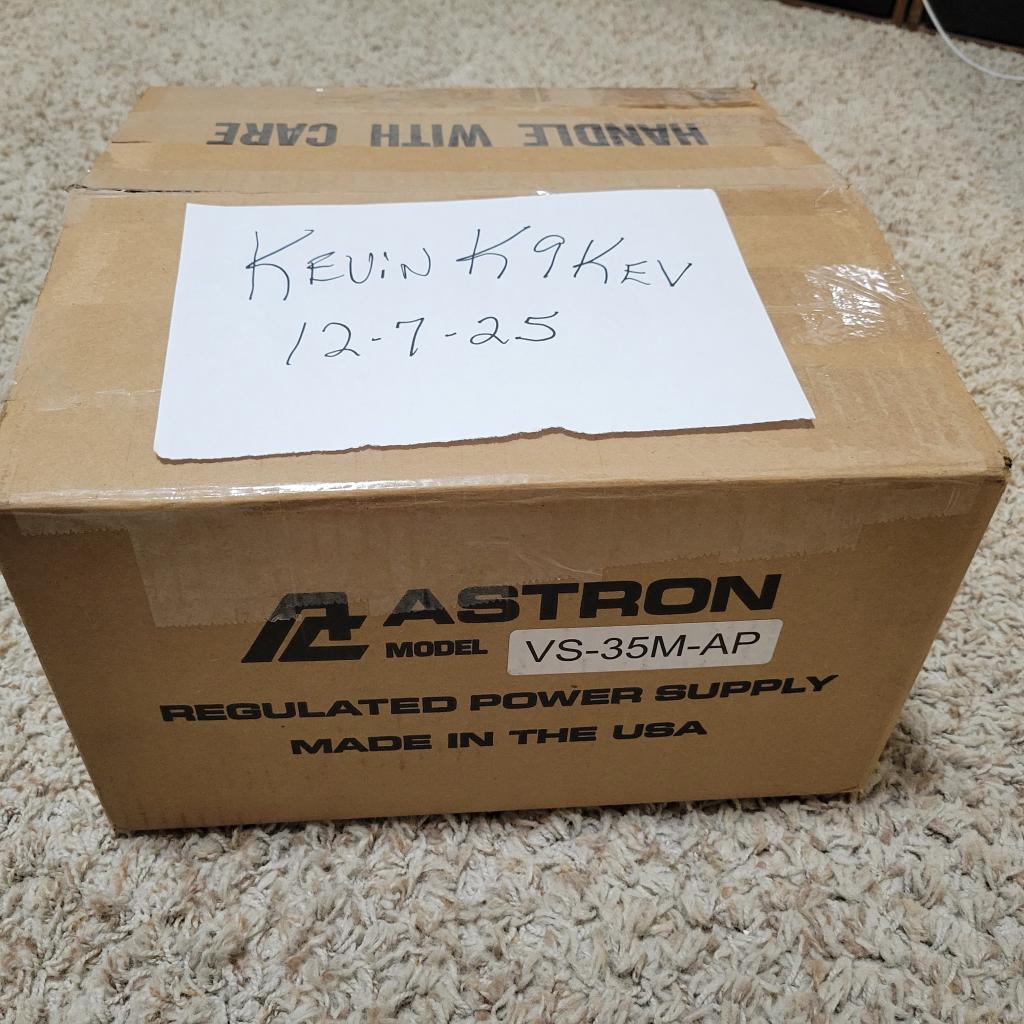 HANDLE WITH CARE
KEViN K9KEV
12-7-25
ASTRON
MODEL VS-35M-AP
REGULATED POWER SUPPLY
MADE IN THE USA